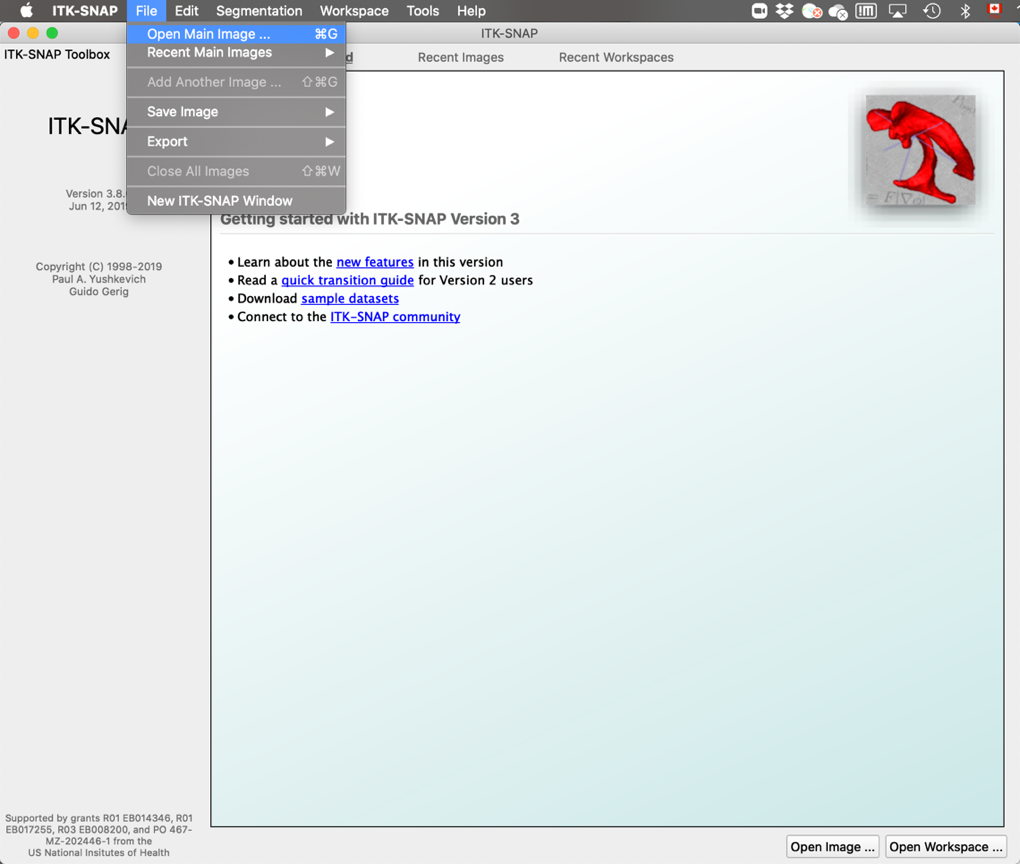 ITK-SNAP File Edit Segmentation Workspace Tools Help
ITK-SNAP
ITK-SNAP Toolbox
Open Main Image ... ⌘G
Recent Main Images ▶
Add Another Image ... ⇧⌘G
Save Image ▶
Export ▶
Close All Images ⇧⌘W
New ITK-SNAP Window
Recent Images Recent Workspaces
ITK-SNA
Version 3.8.
Jun 12, 201
Copyright (C) 1998-2019
Paul A. Yushkevich
Guido Gerig
Getting started with ITK-SNAP Version 3
• Learn about the new features in this version
• Read a quick transition guide for Version 2 users
• Download sample datasets
• Connect to the ITK-SNAP community
Supported by grants R01 EB014346, R01
EB017255, R03 EB008200, and PO 467-
MZ-202446-1 from the
US National Insitutes of Health
Open Image ... Open Workspace ...